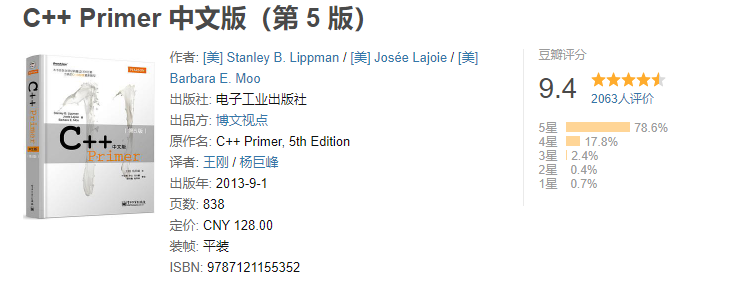 C++ Primer 中文版（第 5 版）
作者: [美] Stanley B. Lippman / [美] Josée Lajoie / [美]
Barbara E. Moo
出版社: 电子工业出版社
出品方: 博文视点
原作名: C++ Primer, 5th Edition
译者: 王刚 / 杨巨峰
出版年: 2013-9-1
页数: 838
定价: CNY 128.00
装帧: 平装
ISBN: 9787121155352
豆瓣评分
9.4
2063人评价
5星 78.6%
4星 17.8%
3星 2.4%
2星 0.4%
1星 0.7%
C++
Primer
中文版
（第5版）
C++ Primer